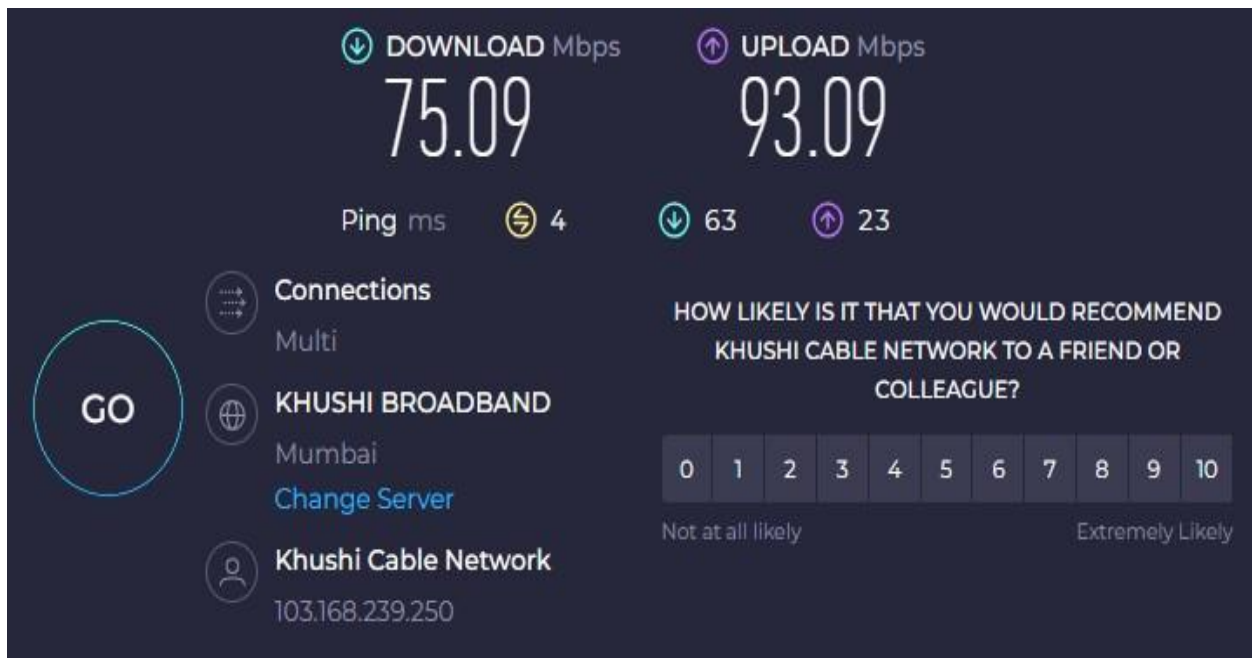 DOWNLOAD Mbps
75.09
UPLOAD Mbps
93.09
Ping ms 4 63 23
GO
Connections
Multi
KHUSHI BROADBAND
Mumbai
Change Server
Khushi Cable Network
103.168.239.250
HOW LIKELY IS IT THAT YOU WOULD RECOMMEND
KHUSHI CABLE NETWORK TO A FRIEND OR
COLLEAGUE?
0 1 2 3 4 5 6 7 8 9 10
Not at all likely Extremely Likely